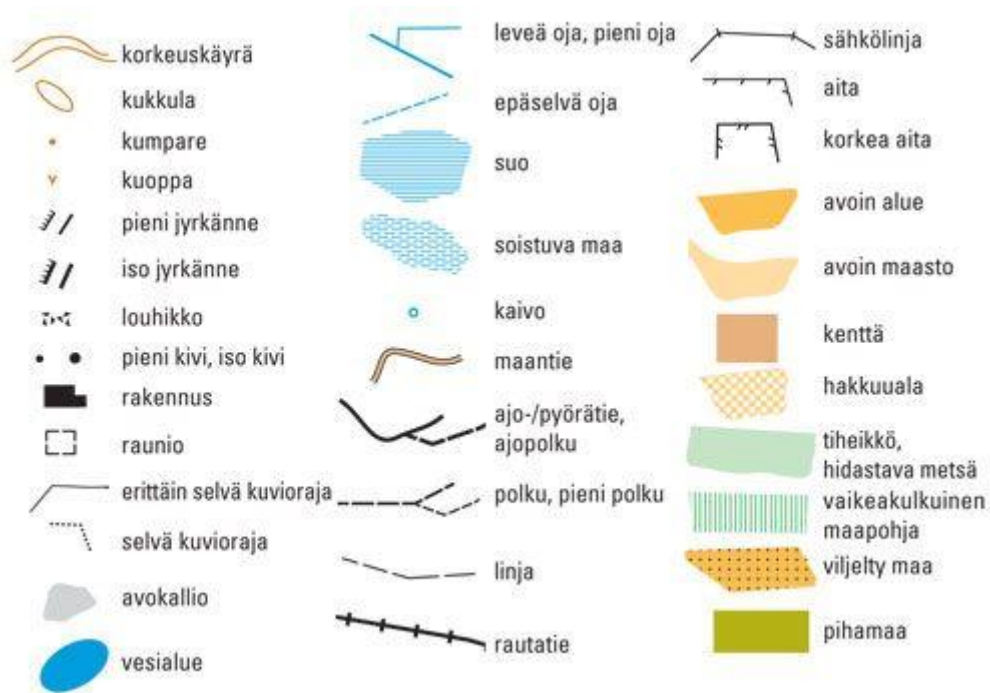 korkeuskäyrä
kukkula
kumpare
kuoppa
pieni jyrkänne
iso jyrkänne
louhikko
pieni kivi, iso kivi
rakennus
raunio
erittäin selvä kuvioraja
selvä kuvioraja
avokallio
vesialue
leveä oja, pieni oja
epäselvä oja
suo
soistuva maa
kaivo
maantie
ajo-/pyörätie,
ajopolku
polku, pieni polku
linja
rautatie
sähkölinja
aita
korkea aita
avoin alue
avoin maasto
kenttä
hakkuuala
tiheikkö,
hidastava metsä
vaikeakulkuinen
maapohja
viljelty maa
pihamaa